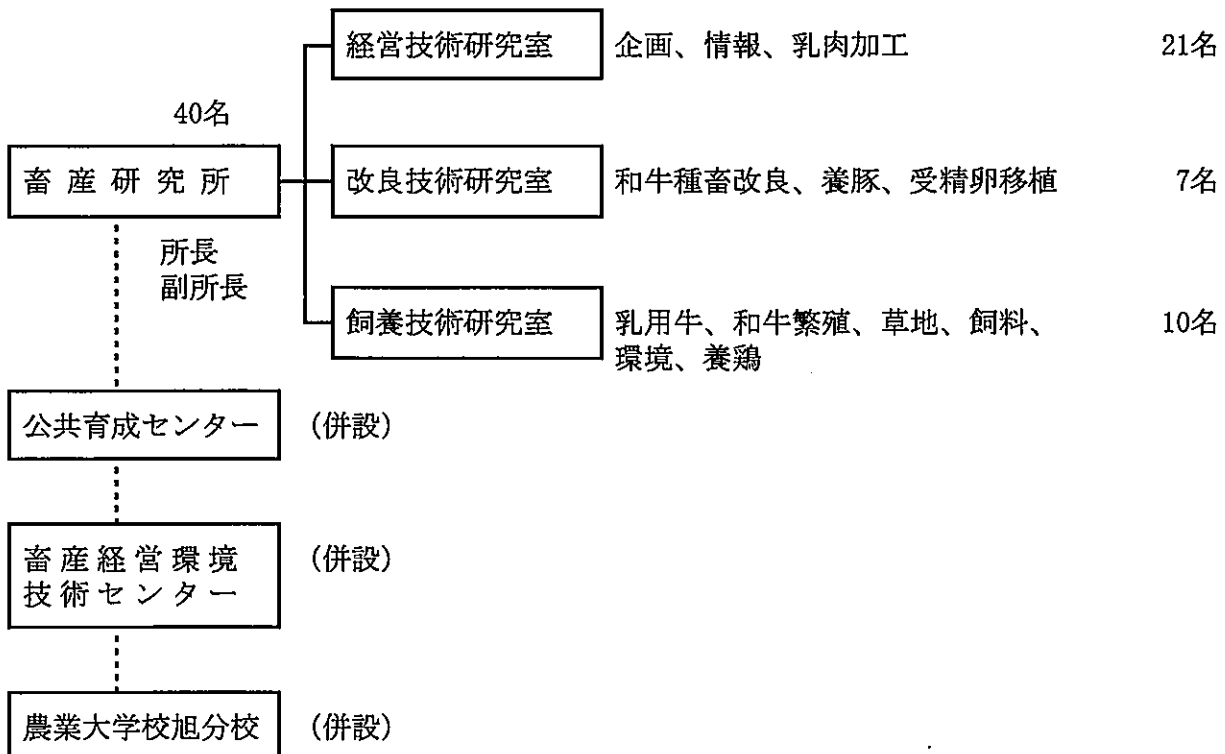 経営技術研究室 企画、情報、乳肉加工 21名
40名
畜産研究所 改良技術研究室 和牛種畜改良、養豚、受精卵移植 7名
所長
副所長
飼養技術研究室 乳用牛、和牛繁殖、草地、飼料、 10名
環境、養鶏
公共育成センター (併設)
畜産経営環境 (併設)
技術センター
農業大学校旭分校 (併設)